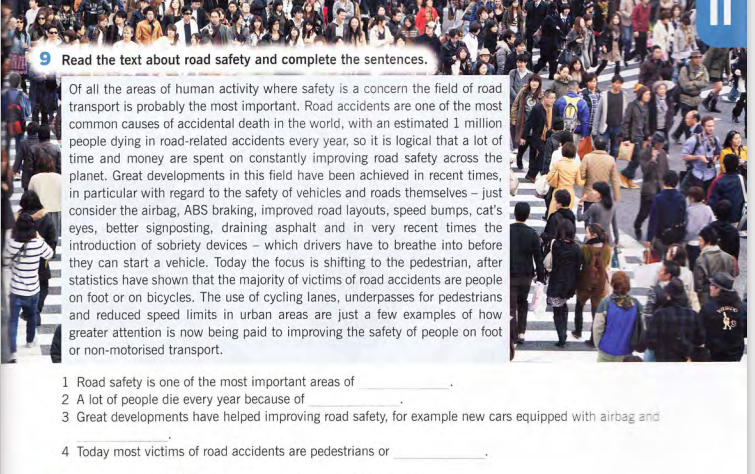 11
9 Read the text about road safety and complete the sentences.
Of all the areas of human activity where safety is a concern the field of road
transport is probably the most important. Road accidents are one of the most
common causes of accidental death in the world, with an estimated 1 million
people dying in road-related accidents every year, so it is logical that a lot of
time and money are spent on constantly improving road safety across the
planet. Great developments in this field have been achieved in recent times,
in particular with regard to the safety of vehicles and roads themselves – just
consider the airbag, ABS braking, improved road layouts, speed bumps, cat's
eyes, better signposting, draining asphalt and in very recent times the
introduction of sobriety devices – which drivers have to breathe into before
they can start a vehicle. Today the focus is shifting to the pedestrian, after
statistics have shown that the majority of victims of road accidents are people
on foot or on bicycles. The use of cycling lanes, underpasses for pedestrians
and reduced speed limits in urban areas are just a few examples of how
greater attention is now being paid to improving the safety of people on foot
or non-motorised transport.
1 Road safety is one of the most important areas of ____________.
2 A lot of people die every year because of ____________.
3 Great developments have helped improving road safety, for example new cars equipped with airbag and
____________.
4 Today most victims of road accidents are pedestrians or ____________.